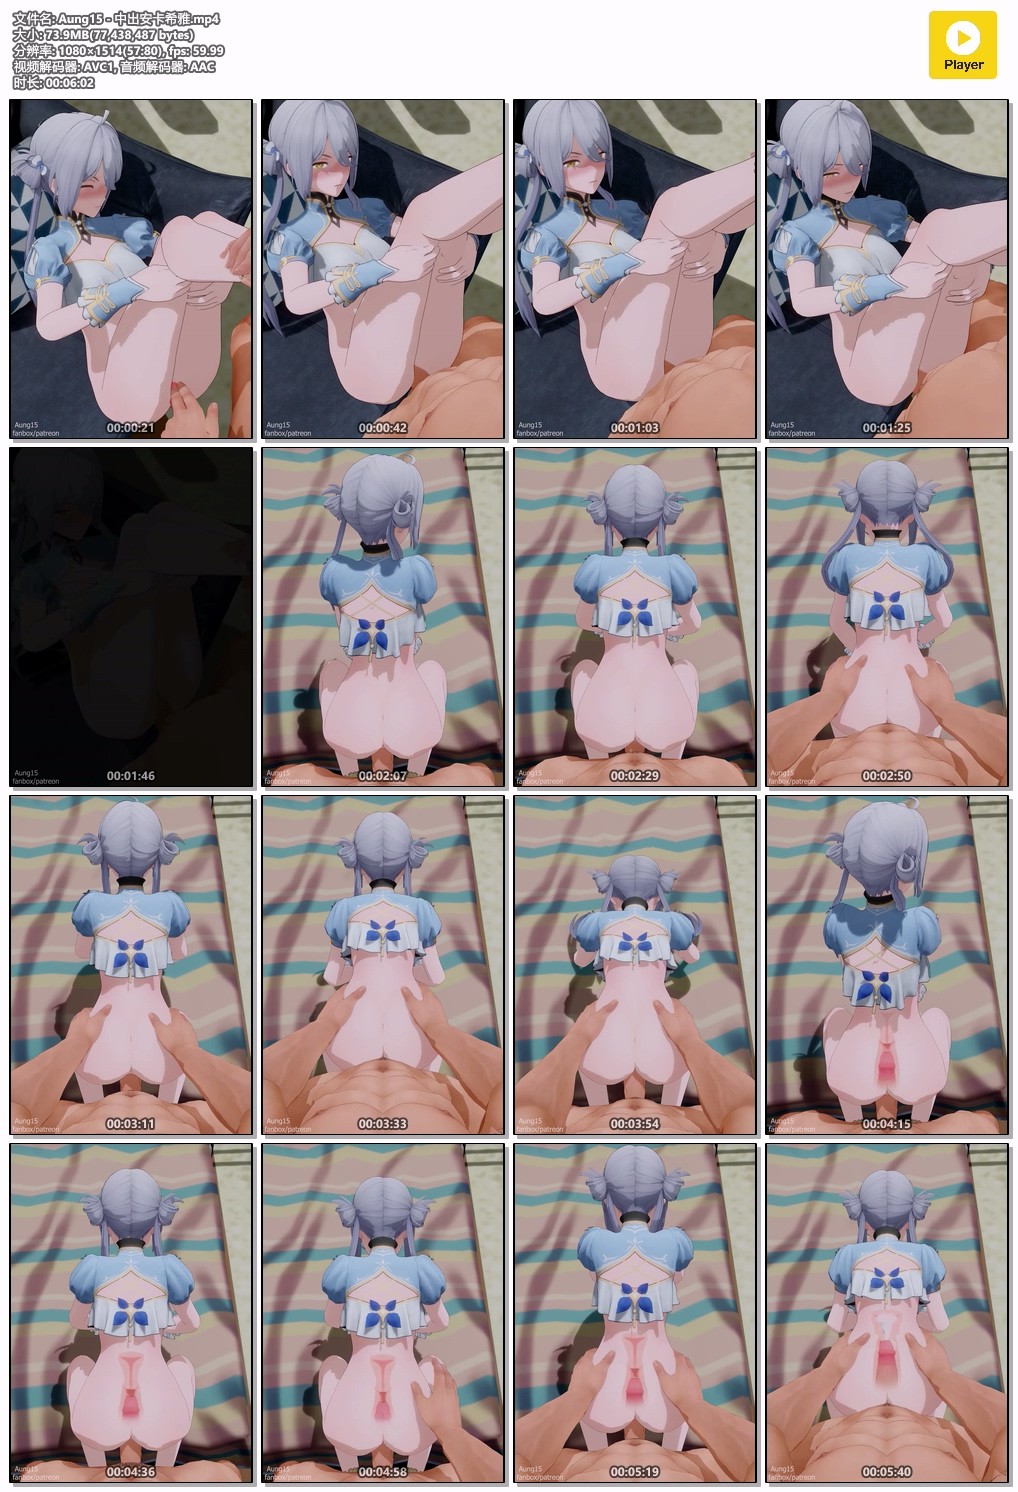 文件名: Aung15 - 中出安卡希雅.mp4
大小: 73.9MB(77,438,487 bytes)
分辨率: 1080×1514(57:80), fps: 59.99
视频解码器: AVC1, 音频解码器: AAC
时长: 00:06:02
Player
Aung15
fanbox/patreon
00:00:21
Aung15
fanbox/patreon
00:00:42
Aung15
fanbox/patreon
00:01:03
Aung15
fanbox/patreon
00:01:25
Aung15
fanbox/patreon
00:01:46
Aung15
fanbox/patreon
00:02:07
Aung15
fanbox/patreon
00:02:29
Aung15
fanbox/patreon
00:02:50
Aung15
fanbox/patreon
00:03:11
Aung15
fanbox/patreon
00:03:33
Aung15
fanbox/patreon
00:03:54
Aung15
fanbox/patreon
00:04:15
Aung15
fanbox/patreon
00:04:36
Aung15
fanbox/patreon
00:04:58
Aung15
fanbox/patreon
00:05:19
Aung15
fanbox/patreon
00:05:40